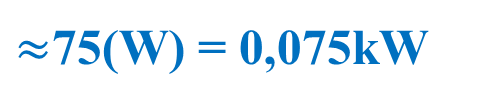 ≈75(W) = 0,075kW